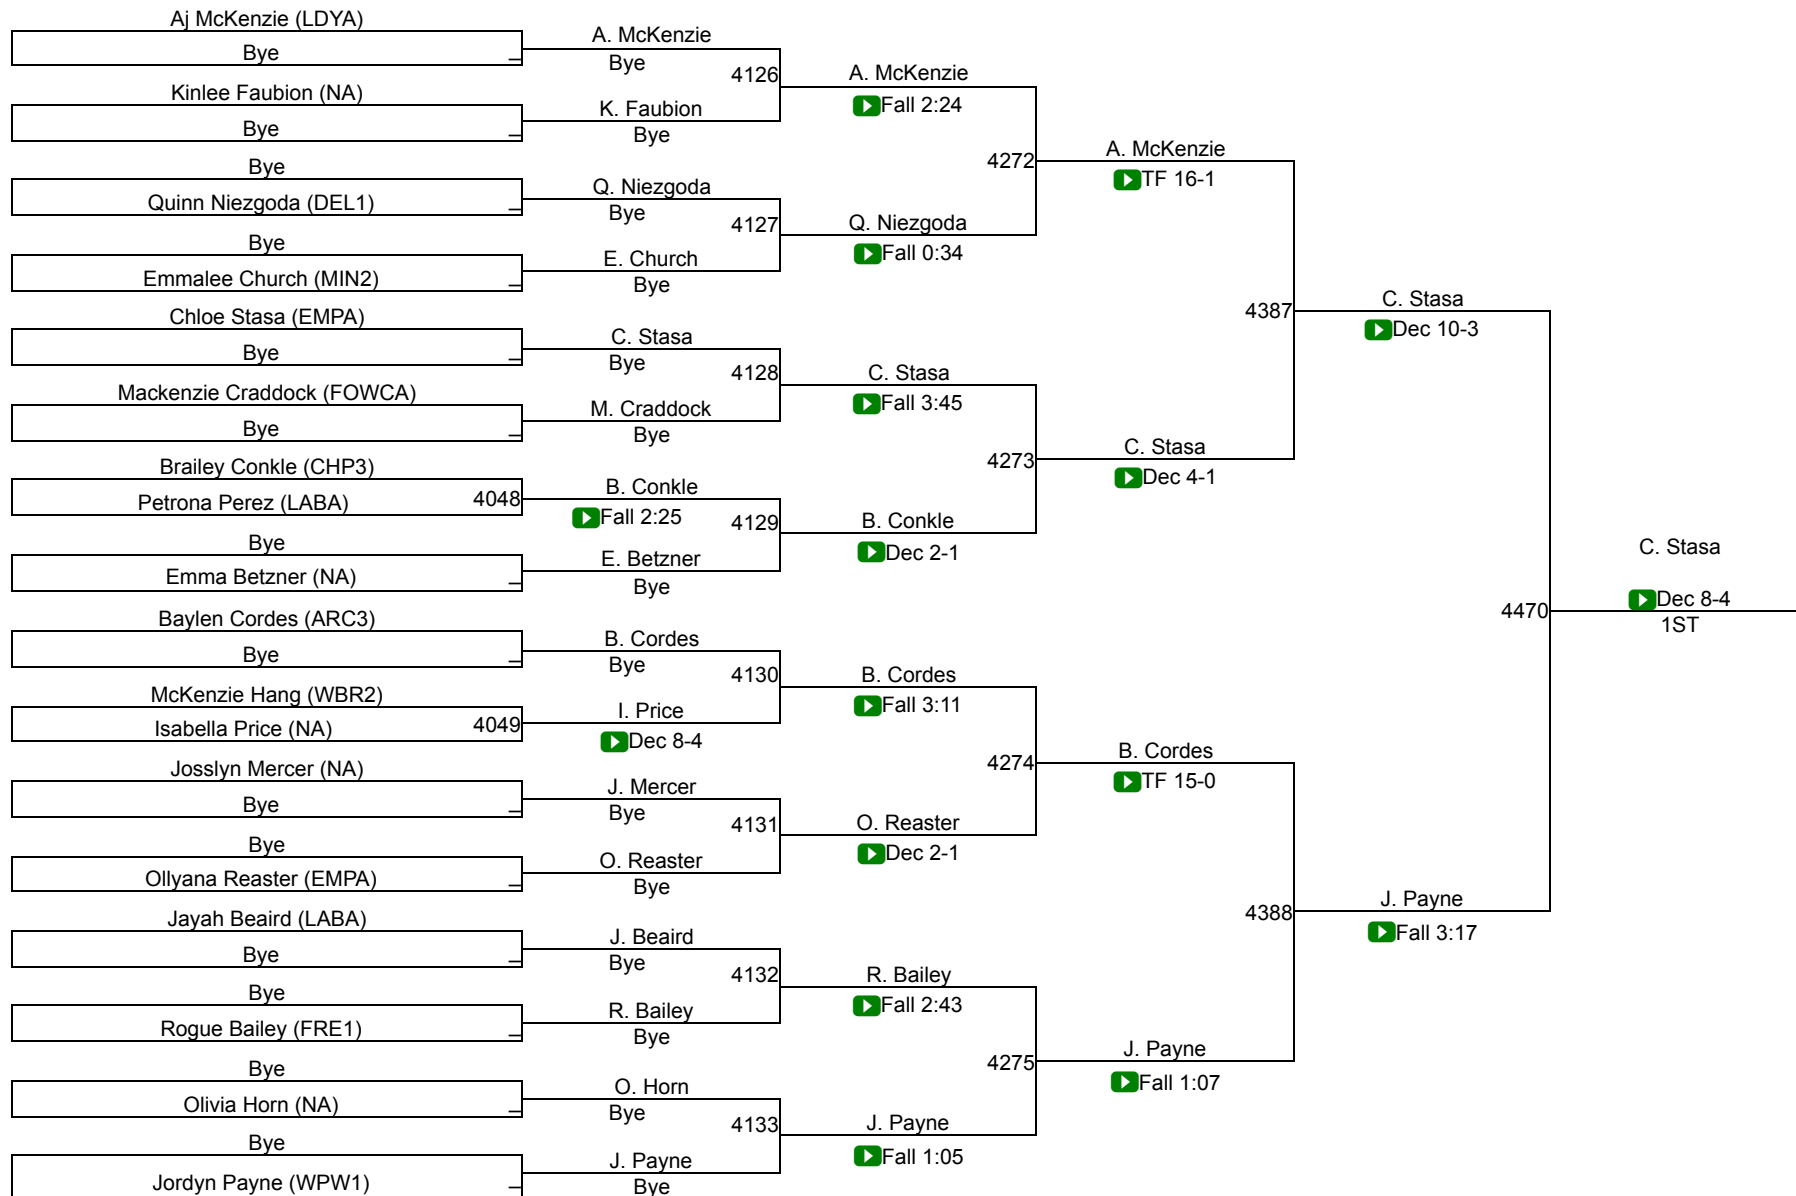 Aj McKenzie (LDYA)
Bye
Kinlee Faubion (NA)
Bye
Bye
Quinn Niezgoda (DEL1)
Bye
Emmalee Church (MIN2)
Chloe Stasa (EMPA)
Bye
Mackenzie Craddock (FOWCA)
Bye
Brailey Conkle (CHP3)
Petrona Perez (LABA) 4048
Bye
Emma Betzner (NA)
Baylen Cordes (ARC3)
Bye
McKenzie Hang (WBR2)
Isabella Price (NA) 4049
Josslyn Mercer (NA)
Bye
Bye
Ollyana Reaster (EMPA)
Jayah Beaird (LABA)
Bye
Bye
Rogue Bailey (FRE1)
Bye
Olivia Horn (NA)
Bye
Jordyn Payne (WPW1)
A. McKenzie
Bye
4126
K. Faubion
Bye
Q. Niezgoda
Bye
4127
E. Church
Bye
C. Stasa
Bye
4128
M. Craddock
Bye
B. Conkle
Fall 2:25
4129
E. Betzner
Bye
B. Cordes
Bye
4130
I. Price
Dec 8-4
J. Mercer
Bye
4131
O. Reaster
Bye
J. Beaird
Bye
4132
R. Bailey
Bye
O. Horn
Bye
4133
J. Payne
Bye
A. McKenzie
Fall 2:24
4272
Q. Niezgoda
Fall 0:34
C. Stasa
Fall 3:45
4273
B. Conkle
Dec 2-1
B. Cordes
Fall 3:11
4274
O. Reaster
Dec 2-1
R. Bailey
Fall 2:43
4275
J. Payne
Fall 1:05
A. McKenzie
TF 16-1
4387
C. Stasa
Dec 4-1
B. Cordes
TF 15-0
4388
J. Payne
Fall 1:07
C. Stasa
Dec 10-3
4470
J. Payne
Fall 3:17
C. Stasa
Dec 8-4
1ST